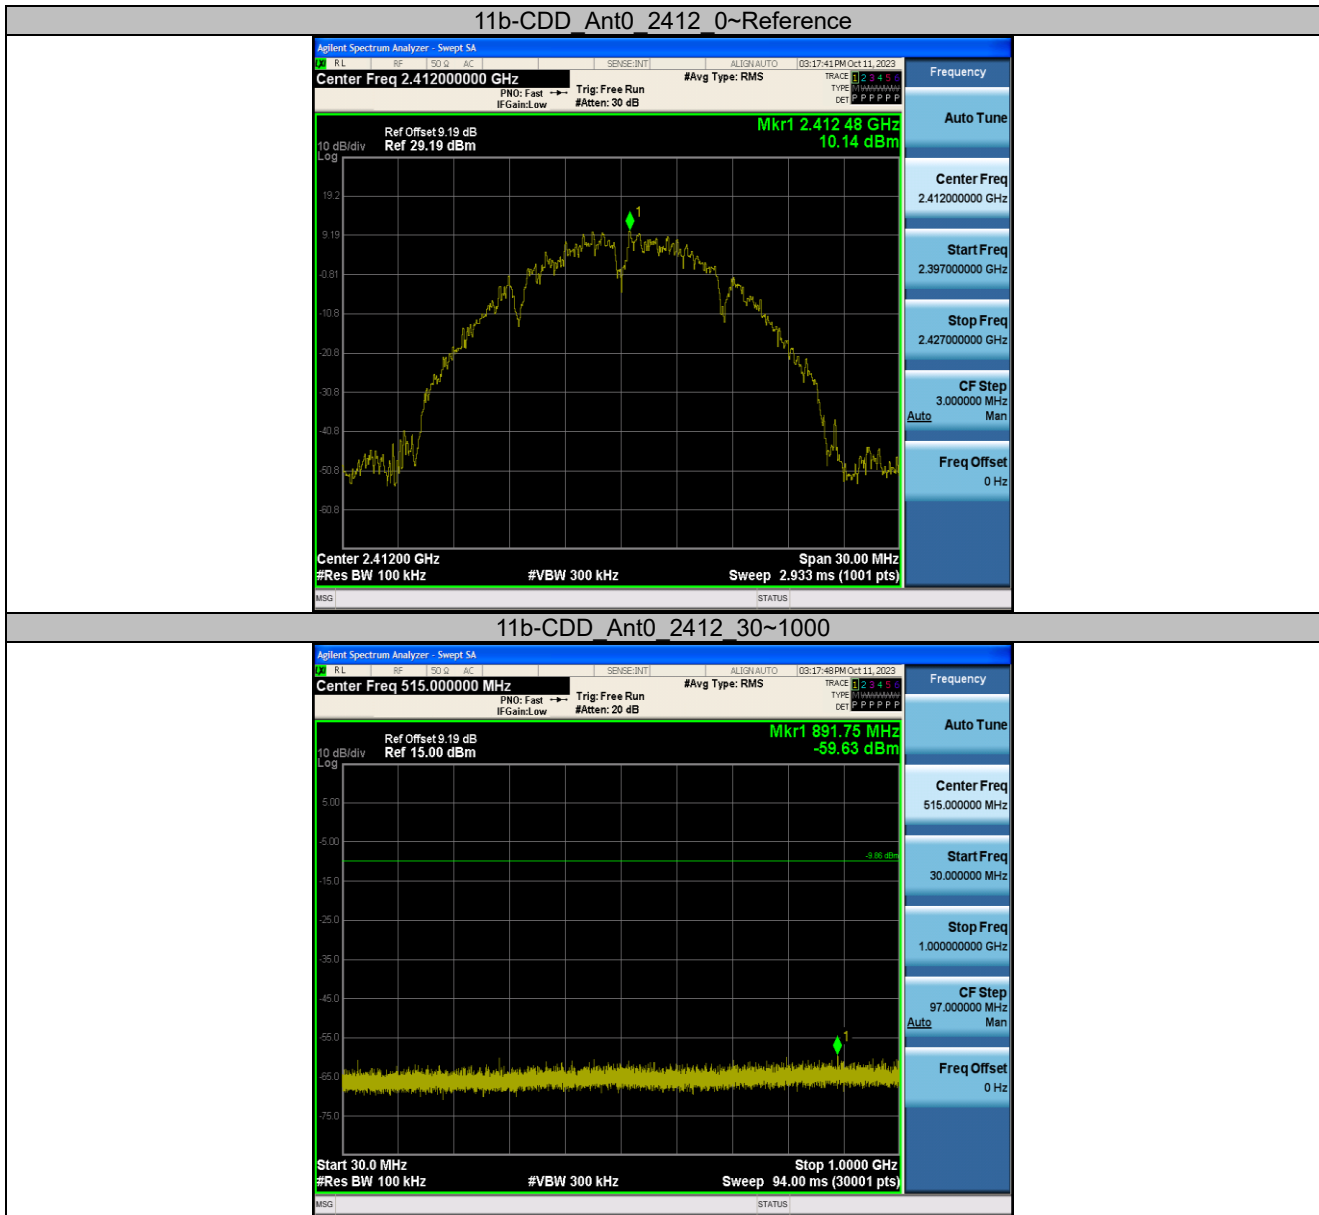 11b-CDD_Ant0_2412_0~Reference
Agilent Spectrum Analyzer - Swept SA
RL RF 50 Ω AC SENSE:INT ALIGN AUTO 03:17:41 PM Oct 11, 2023
Center Freq 2.412000000 GHz #Avg Type: RMS TRACE 1 2 3 4 5 6
PNO: Fast Trig: Free Run TYPE M
IFGain:Low #Atten: 30 dB DET P P P P P P
Frequency
Auto Tune
Mkr1 2.412 48 GHz
10.14 dBm
Ref Offset 9.19 dB
10 dB/div Ref 29.19 dBm
Log
19.2
9.19
-0.81
-10.8
-20.8
-30.8
-40.8
-50.8
-60.8
1
Center Freq
2.412000000 GHz
Start Freq
2.397000000 GHz
Stop Freq
2.427000000 GHz
CF Step
3.000000 MHz
Auto Man
Freq Offset
0 Hz
Center 2.41200 GHz Span 30.00 MHz
#Res BW 100 kHz #VBW 300 kHz Sweep 2.933 ms (1001 pts)
MSG STATUS
11b-CDD_Ant0_2412_30~1000
Agilent Spectrum Analyzer - Swept SA
RL RF 50 Ω AC SENSE:INT ALIGN AUTO 03:17:48 PM Oct 11, 2023
Center Freq 515.000000 MHz #Avg Type: RMS TRACE 1 2 3 4 5 6
PNO: Fast Trig: Free Run TYPE M
IFGain:Low #Atten: 20 dB DET P P P P P P
Frequency
Auto Tune
Mkr1 891.75 MHz
-59.63 dBm
Ref Offset 9.19 dB
10 dB/div Ref 15.00 dBm
Log
5.00
-5.00
-9.86 dBm
-15.0
-25.0
-35.0
-45.0
-55.0
-65.0
-75.0
1
Center Freq
515.000000 MHz
Start Freq
30.000000 MHz
Stop Freq
1.000000000 GHz
CF Step
97.000000 MHz
Auto Man
Freq Offset
0 Hz
Start 30.0 MHz Stop 1.0000 GHz
#Res BW 100 kHz #VBW 300 kHz Sweep 94.00 ms (30001 pts)
MSG STATUS